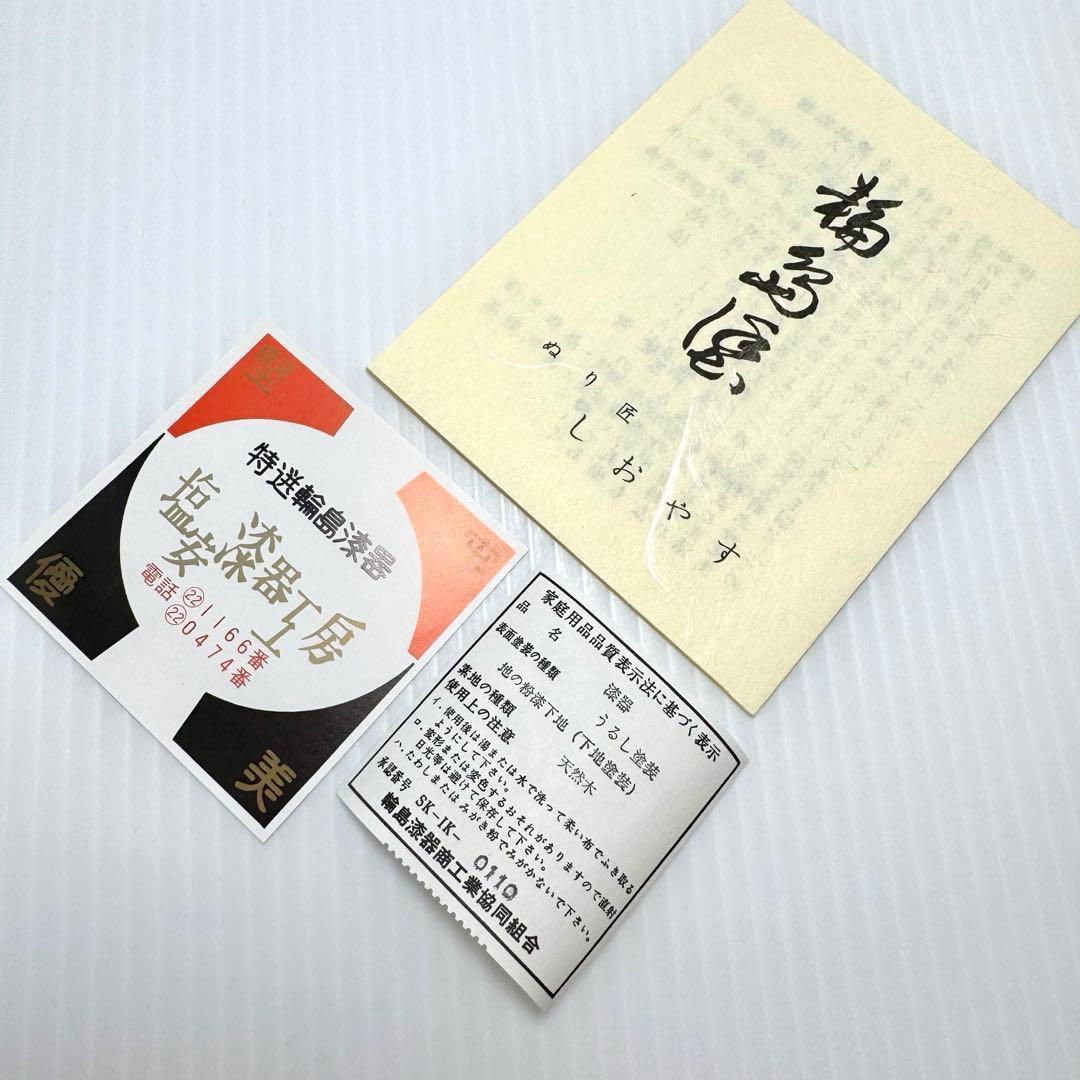 輪島塗
ぬり匠
しおやす
堅
特選輪島漆器
塩安漆器工房
電話㉒1166番
㉒0474番
優
美
家庭用品品質表示法に基づく表示
品名 漆器
表面塗装の種類 うるし塗装
地の粉漆下地(下地塗装)
素地の種類 天然木
使用上の注意
イ.使用後は湯または水で洗って柔い布でふき取る
ようにして下さい。
ロ.変形または変色するおそれがありますので直射
日光等は避けて保存して下さい。
ハ.たわしまたはみがき粉でみがかないで下さい。
承認番号 SK-IK- 0110
輪島漆器商工業協同組合